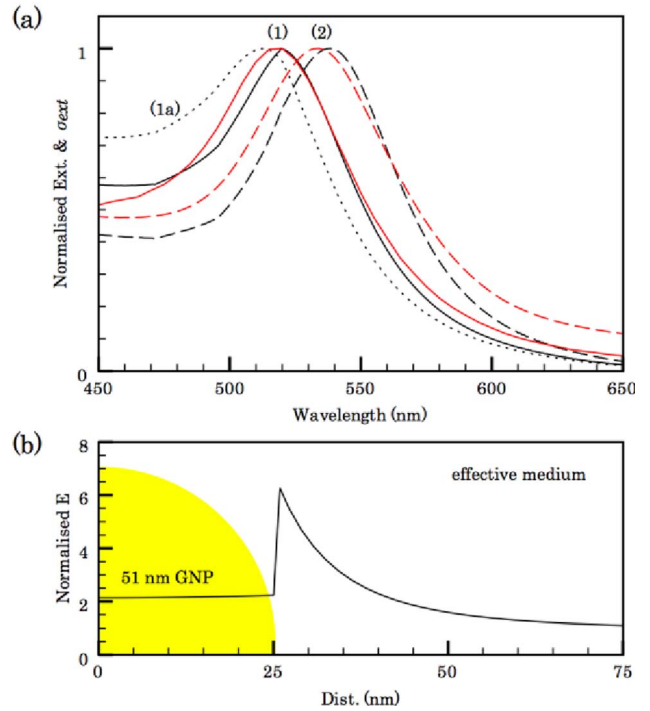 (a)
(1) (2)
(1a)
Normalised Ext. & σext
1
0
450 500 550 600 650
Wavelength (nm)
(b)
8
effective medium
6
Normalised E
4
51 nm GNP
2
0
0 25 50 75
Dist. (nm)